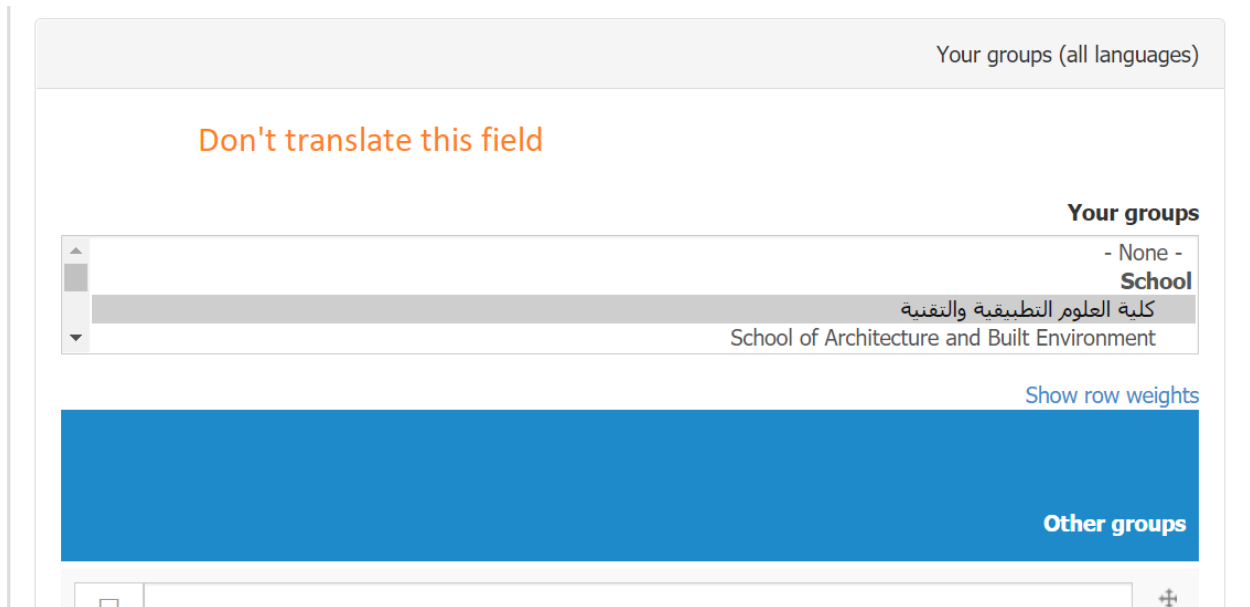 Your groups (all languages)
Don't translate this field
Your groups
- None -
School
كلية العلوم التطبيقية والتقنية
School of Architecture and Built Environment
Show row weights
Other groups